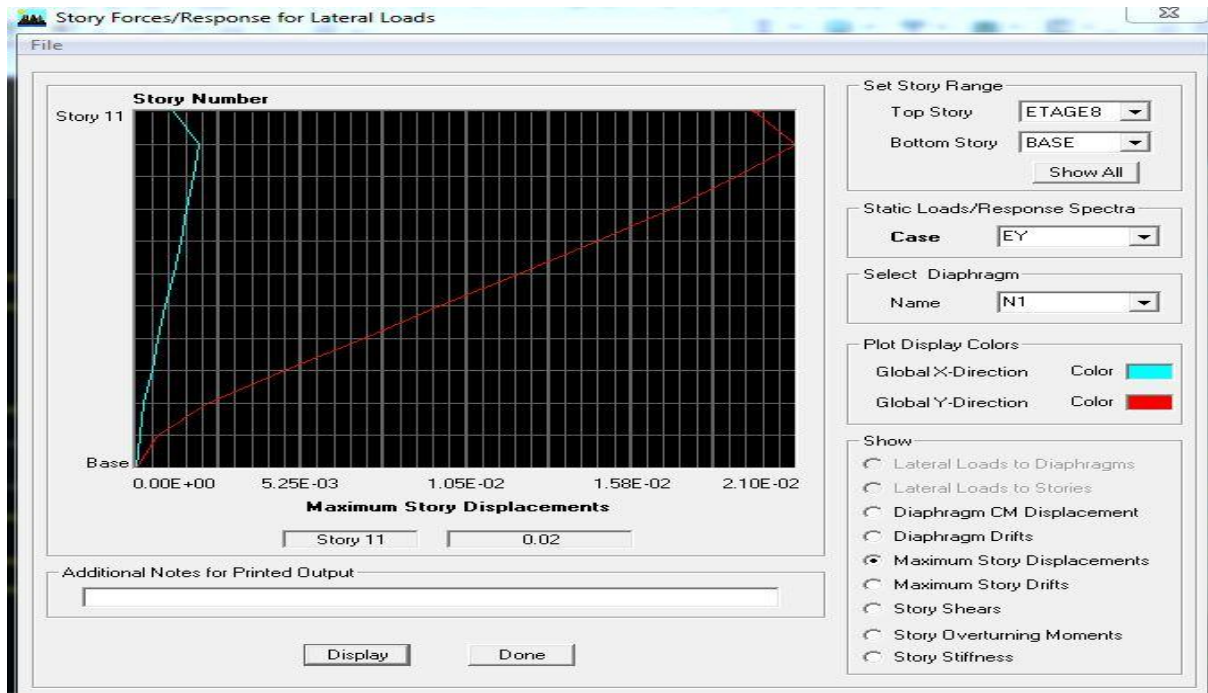 Story Forces/Response for Lateral Loads
File
Story Number
Story 11
Base
0.00E+00 5.25E-03 1.05E-02 1.58E-02 2.10E-02
Maximum Story Displacements
Story 11 0.02
Additional Notes for Printed Output
Display Done
Set Story Range
Top Story ETAGE8
Bottom Story BASE
Show All
Static Loads/Response Spectra
Case EY
Select Diaphragm
Name N1
Plot Display Colors
Global X-Direction Color
Global Y-Direction Color
Show
Lateral Loads to Diaphragms
Lateral Loads to Stories
Diaphragm CM Displacement
Diaphragm Drifts
Maximum Story Displacements
Maximum Story Drifts
Story Shears
Story Overturning Moments
Story Stiffness